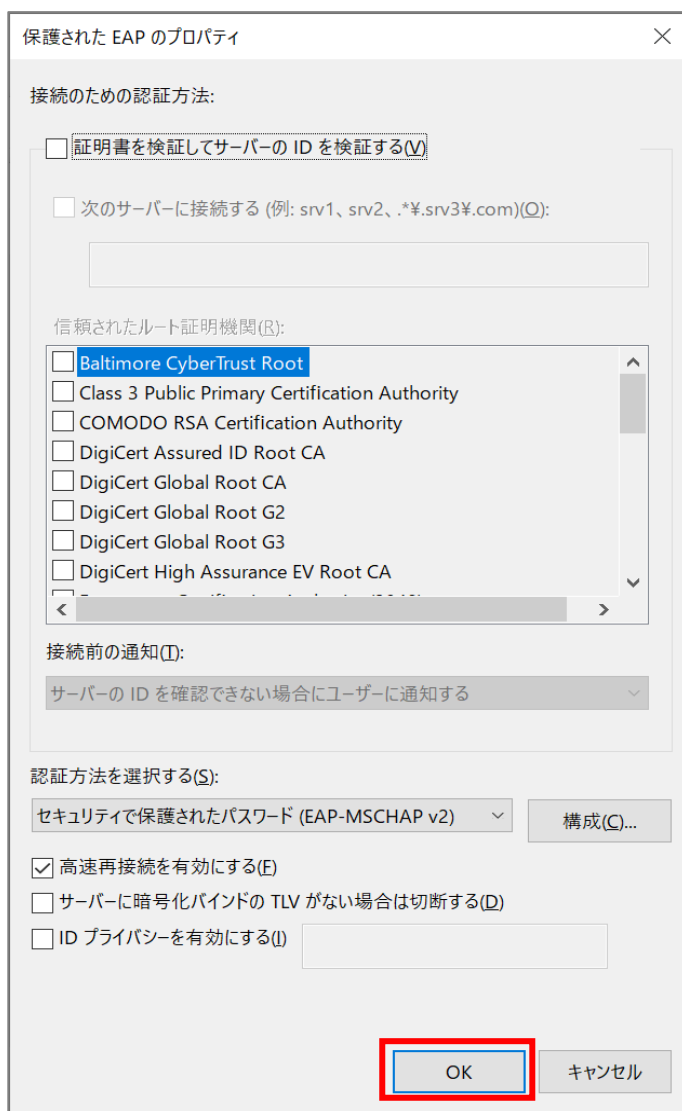 保護された EAP のプロパティ
接続のための認証方法:
証明書を検証してサーバーの ID を検証する(V)
次のサーバーに接続する (例: srv1、srv2、.*¥.srv3¥.com)(O):
信頼されたルート証明機関(R):
Baltimore CyberTrust Root
Class 3 Public Primary Certification Authority
COMODO RSA Certification Authority
DigiCert Assured ID Root CA
DigiCert Global Root CA
DigiCert Global Root G2
DigiCert Global Root G3
DigiCert High Assurance EV Root CA
接続前の通知(T):
サーバーの ID を確認できない場合にユーザーに通知する
認証方法を選択する(S):
セキュリティで保護されたパスワード (EAP-MSCHAP v2)
構成(C)...
高速再接続を有効にする(F)
サーバーに暗号化バインドの TLV がない場合は切断する(D)
ID プライバシーを有効にする(I)
OK
キャンセル